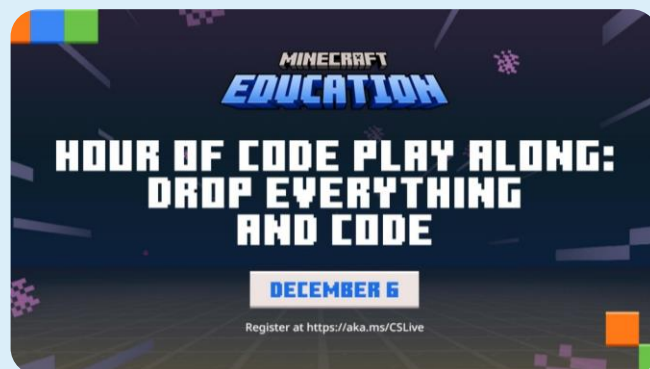 MINECRAFT
EDUCATION
HOUR OF CODE PLAY ALONG:
DROP EVERYTHING
AND CODE
DECEMBER 6
Register at https://aka.ms/CSLive